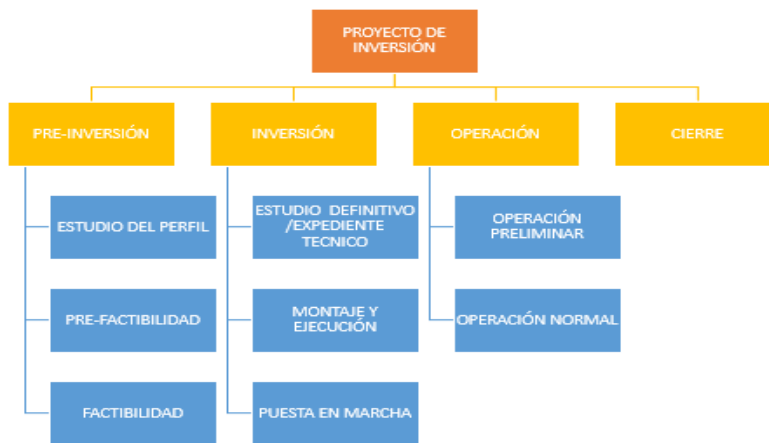 PROYECTO DE
INVERSIÓN
PRE-INVERSIÓN
INVERSIÓN
OPERACIÓN
CIERRE
ESTUDIO DEL PERFIL
ESTUDIO DEFINITIVO
/EXPEDIENTE
TECNICO
OPERACIÓN
PRELIMINAR
PRE-FACTIBILIDAD
MONTAJE Y
EJECUCIÓN
OPERACIÓN NORMAL
FACTIBILIDAD
PUESTA EN MARCHA